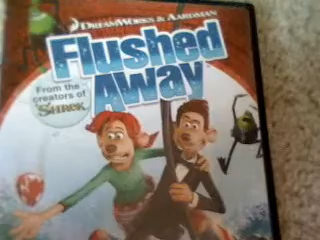 DREAMWORKS & AARDMAN
Flushed
Away
From the
creators of
SHREK